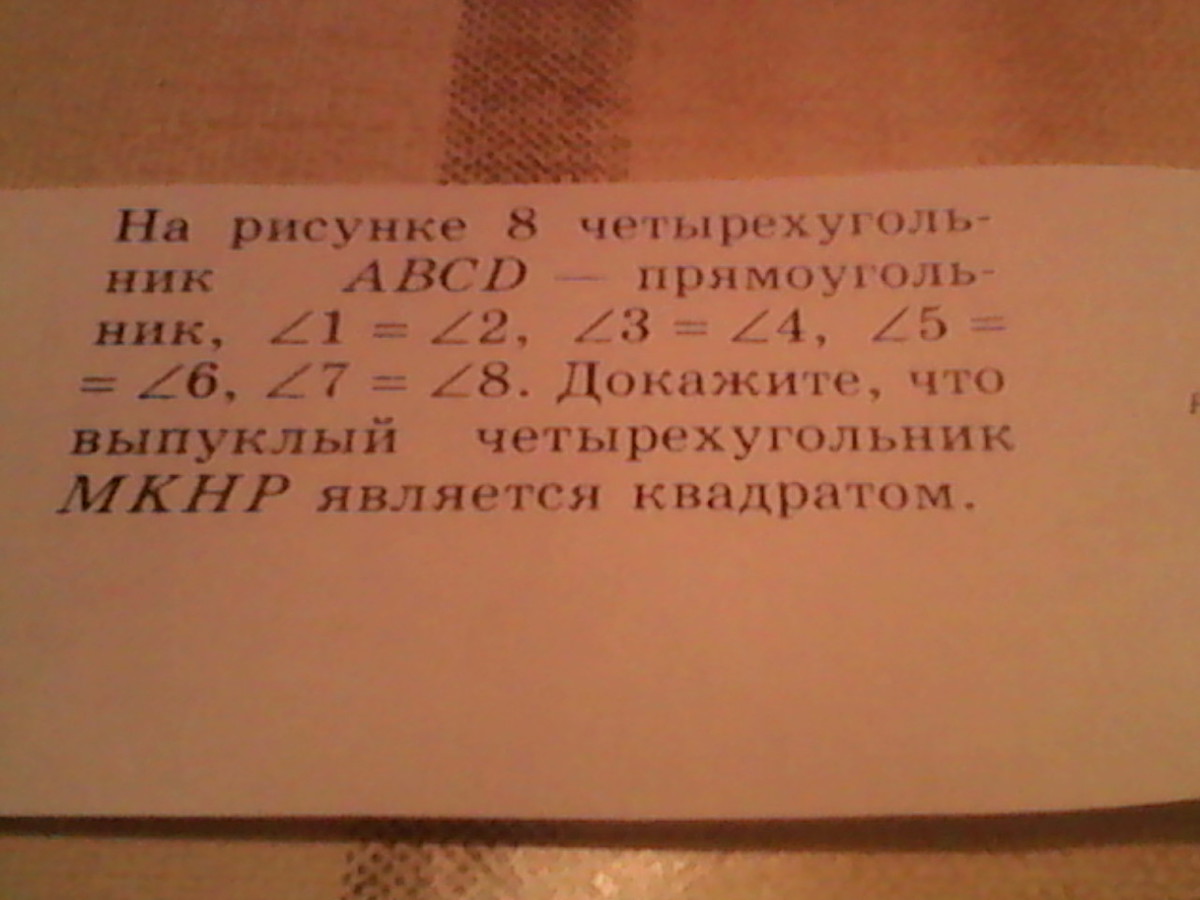 На рисунке 8 четырехуголь-
ник ABCD — прямоуголь-
ник, ∠1 = ∠2, ∠3 = ∠4, ∠5 =
= ∠6, ∠7 = ∠8. Докажите, что
выпуклый четырехугольник
MKHP является квадратом.